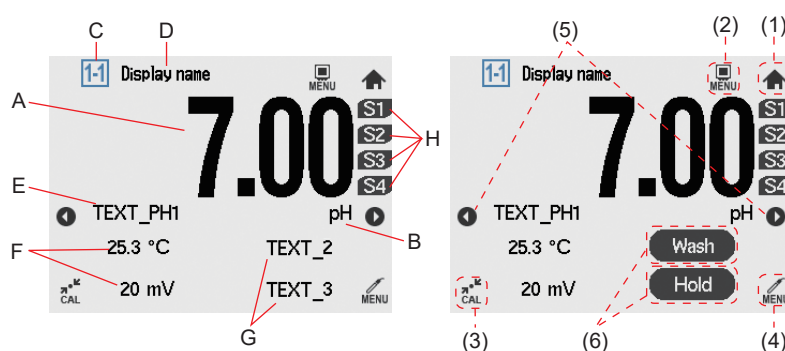 C D (5) (2) (1)
1-1 Display name MENU
1-1 Display name MENU
A
7.00
7.00
S1
S2
S3
S4
H
S1
S2
S3
S4
E
TEXT_PH1 pH
TEXT_PH1 pH
B
F
25.3 °C TEXT_2
25.3 °C Wash
CAL 20 mV TEXT_3 MENU
CAL 20 mV Hold MENU
G
(3) (6) (4)